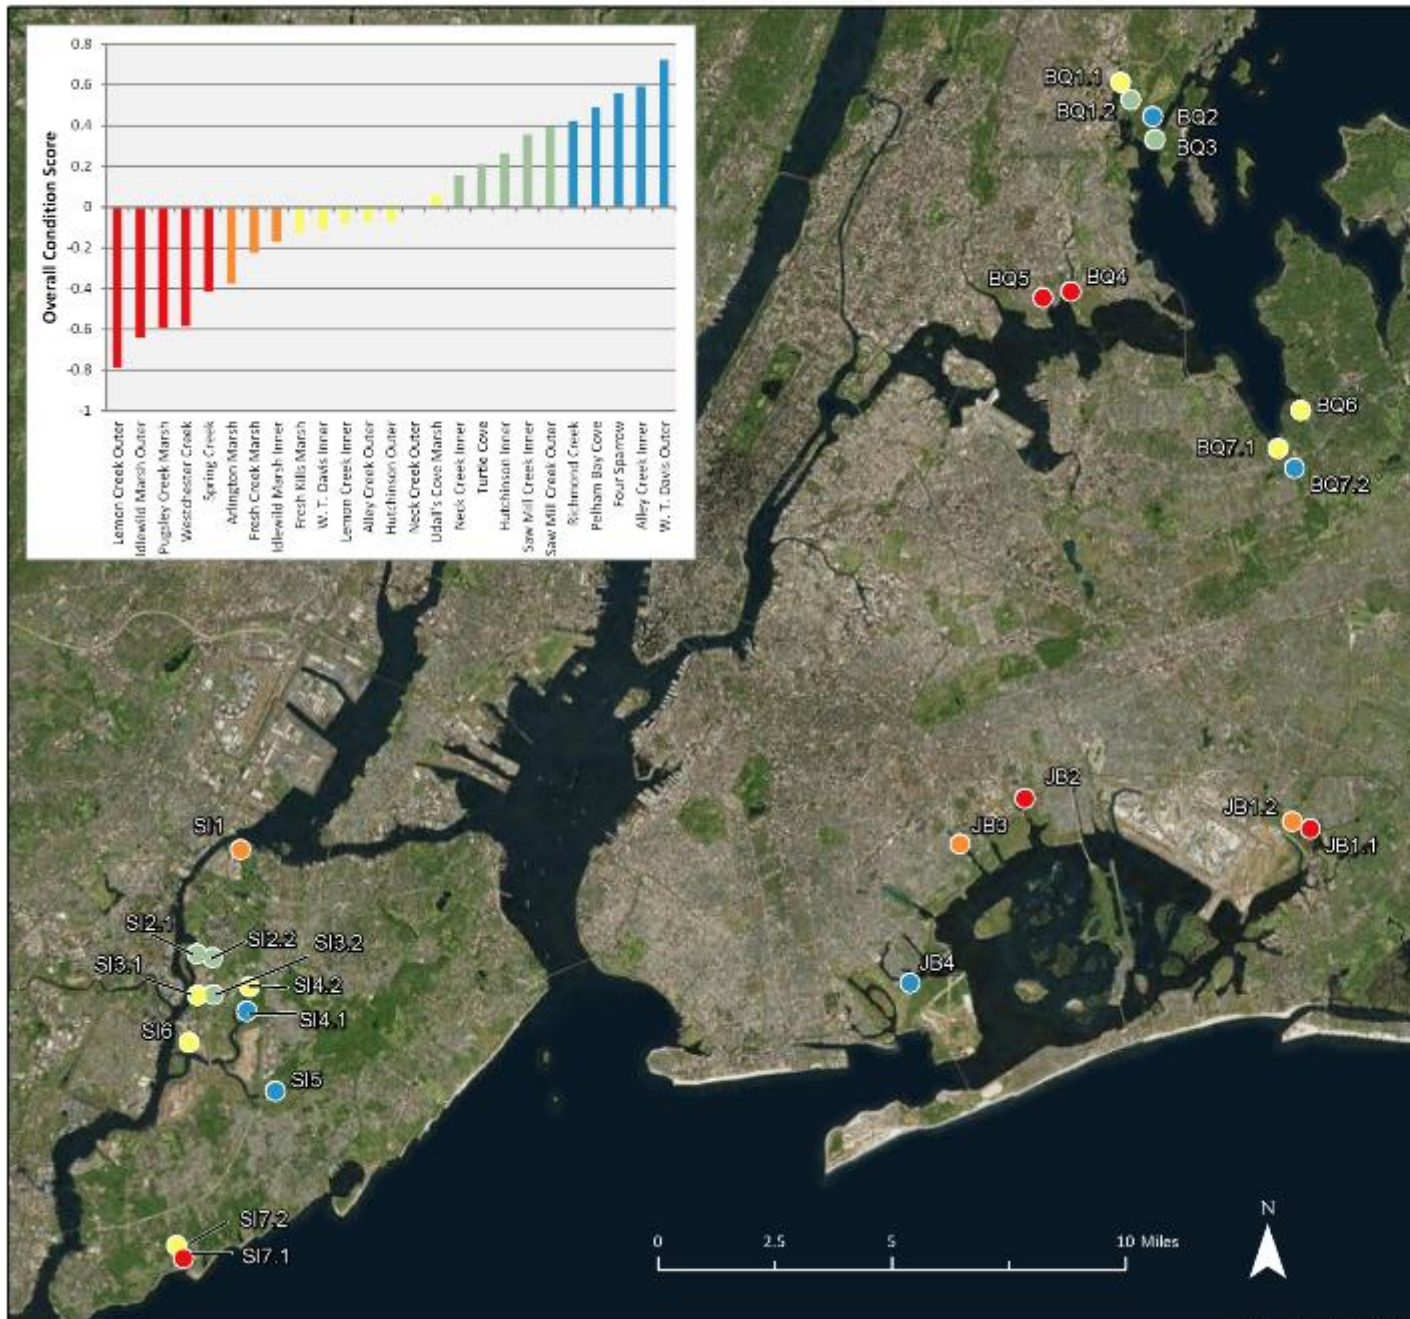 0.8
0.6
0.4
0.2
0
-0.2
-0.4
-0.6
-0.8
-1
Overall Condition Score
Lemon Creek Outer
Idlewild Marsh Outer
Pugsley Creek Marsh
Westchester Creek
Spring Creek
Arlington Marsh
Fresh Creek Marsh
Idlewild Marsh Inner
Fresh Kills Marsh
W. T. Davis Inner
Lemon Creek Inner
Alley Creek Outer
Hutchinson Outer
Neck Creek Outer
Udall's Cove Marsh
Neck Creek Inner
Turtle Cove
Hutchinson Inner
Saw Mill Creek Inner
Saw Mill Creek Outer
Richmond Creek
Pelham Bay Cove
Four Sparrow
Alley Creek Inner
W. T. Davis Outer
BQ1.1
BQ1.2
BQ2
BQ3
BQ5
BQ4
BQ6
BQ7.1
BQ7.2
JB2
JB3
JB1.2
JB1.1
JB4
SI1
SI2.1
SI2.2
SI3.2
SI3.1
SI4.2
SI4.1
SI6
SI5
SI7.2
SI7.1
0
2.5
5
10 Miles
N